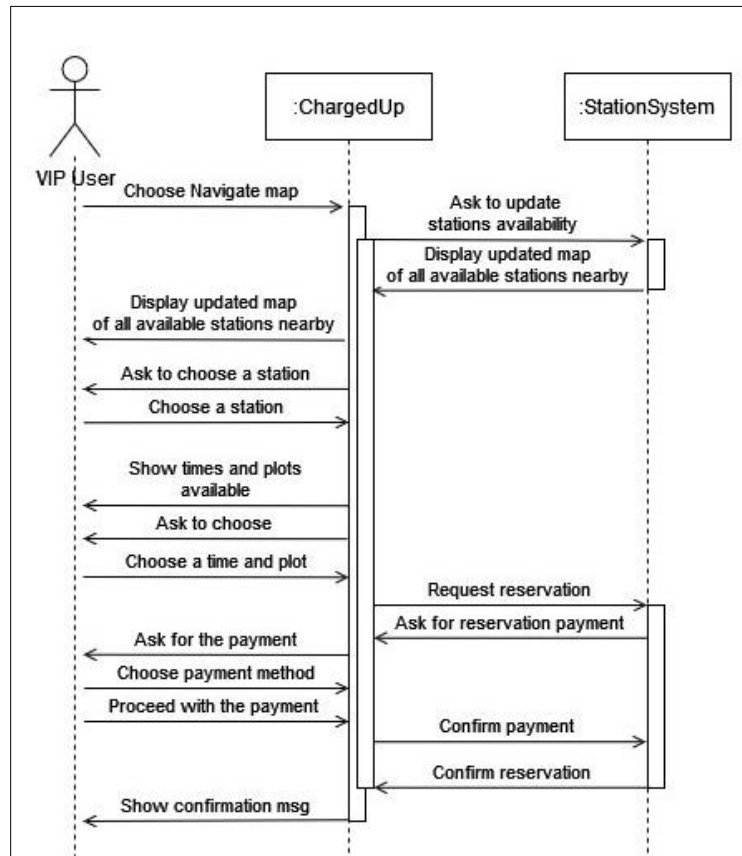 :ChargedUp
:StationSystem
VIP User
Choose Navigate map
Ask to update
stations availability
Display updated map
of all available stations nearby
Display updated map
of all available stations nearby
Ask to choose a station
Choose a station
Show times and plots
available
Ask to choose
Choose a time and plot
Request reservation
Ask for reservation payment
Ask for the payment
Choose payment method
Proceed with the payment
Confirm payment
Confirm reservation
Show confirmation msg